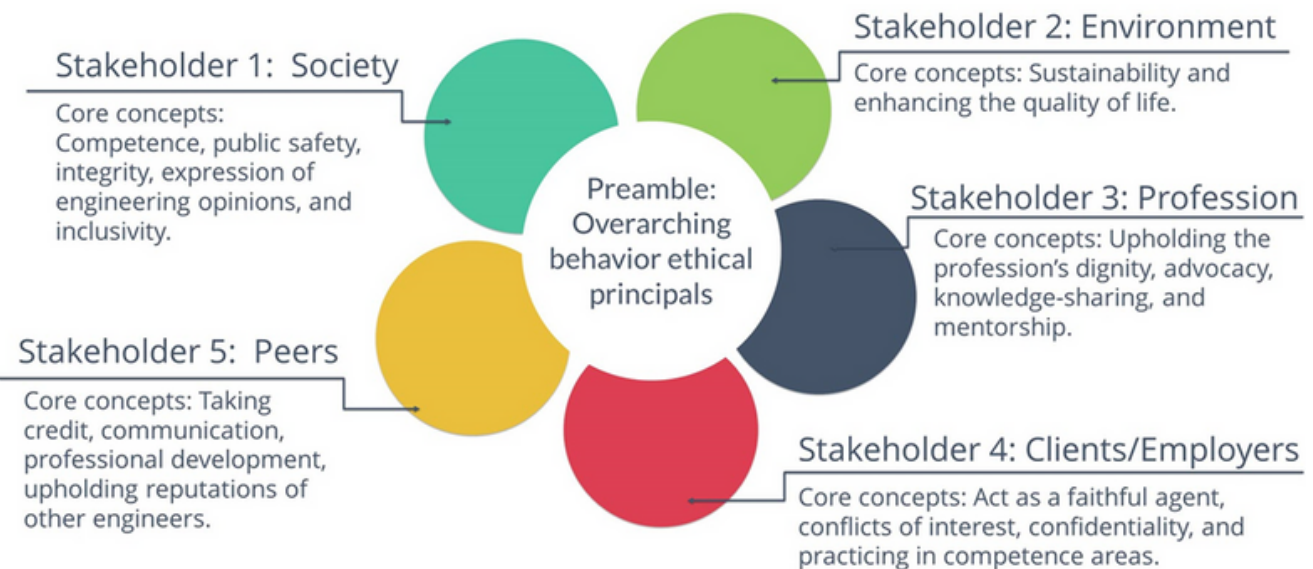 Stakeholder 1: Society
Core concepts:
Competence, public safety,
integrity, expression of
engineering opinions, and
inclusivity.
Stakeholder 2: Environment
Core concepts: Sustainability and
enhancing the quality of life.
Preamble:
Overarching
behavior ethical
principals
Stakeholder 3: Profession
Core concepts: Upholding the
profession’s dignity, advocacy,
knowledge-sharing, and
mentorship.
Stakeholder 4: Clients/Employers
Core concepts: Act as a faithful agent,
conflicts of interest, confidentiality, and
practicing in competence areas.
Stakeholder 5: Peers
Core concepts: Taking
credit, communication,
professional development,
upholding reputations of
other engineers.